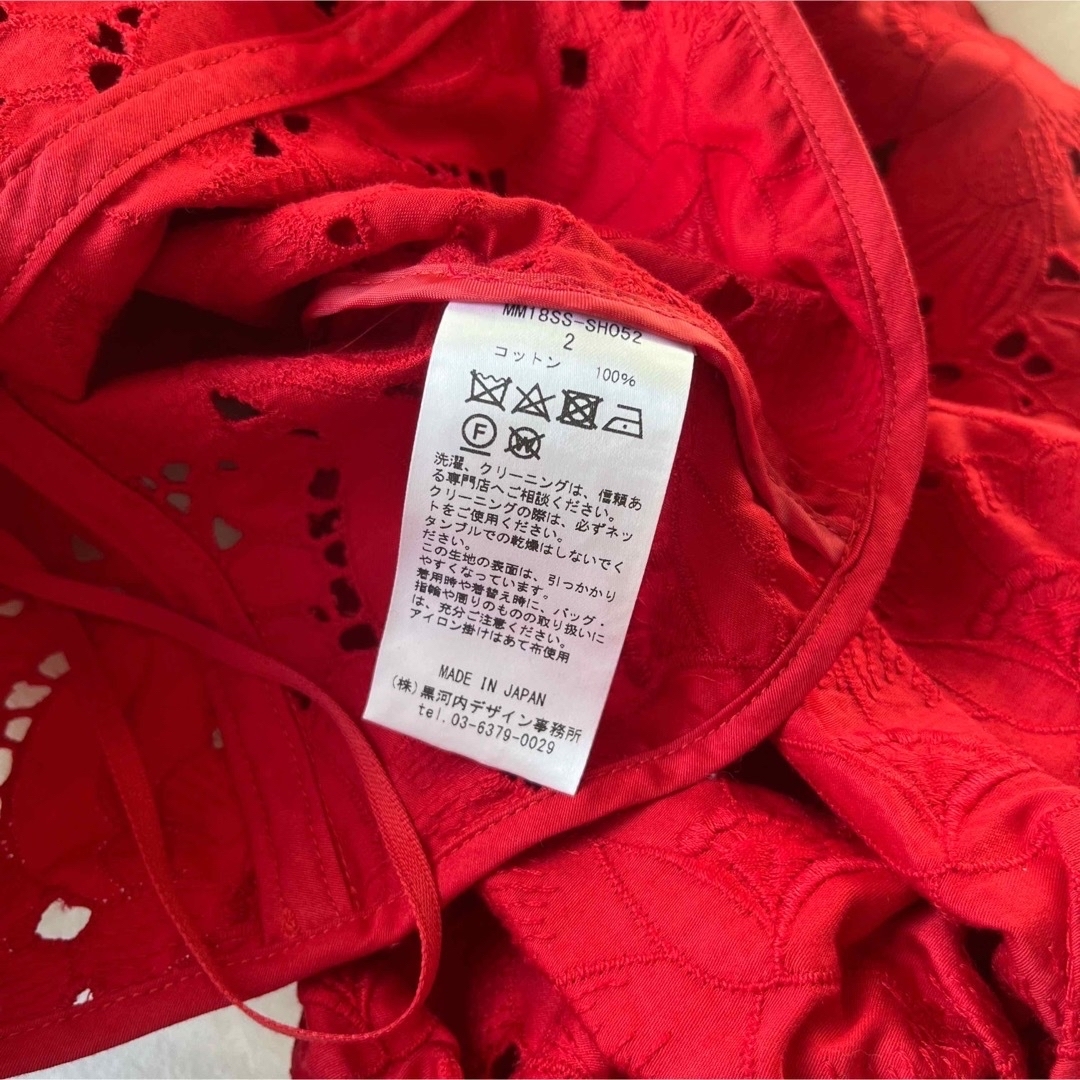 MM18SS-SH052
2
コットン 100%
F
W
洗濯、クリーニングは、信頼あ
る専門店へご相談ください。
クリーニングの際は、必ずネッ
トをご使用ください。
タンブルでの乾燥はしないでく
ださい。
この生地の表面は、引っかかり
やすくなっています。
着用時や着替え時に、バッグ・
指輪や周りのものの取り扱いに
は、充分ご注意ください。
アイロン掛けはあて布使用
MADE IN JAPAN
(株)黒河内デザイン事務所
tel.03-6379-0029